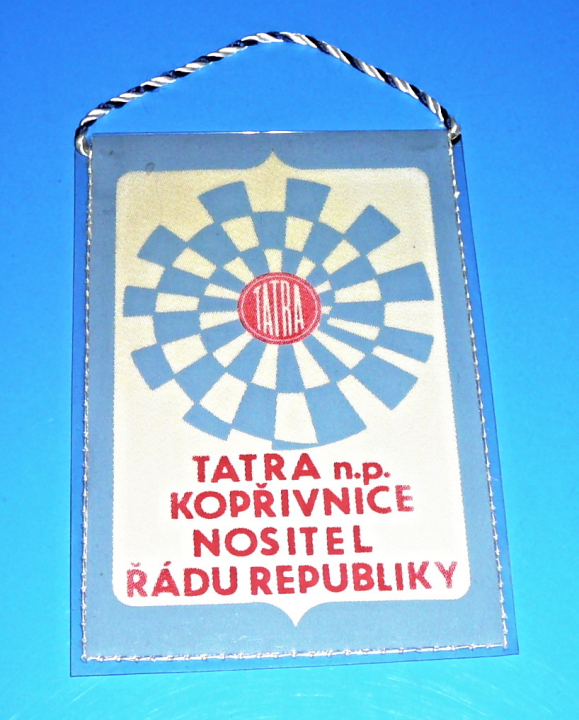 TATRA
TATRA n.p.
KOPŘIVNICE
NOSITEL
ŘÁDU REPUBLIKY